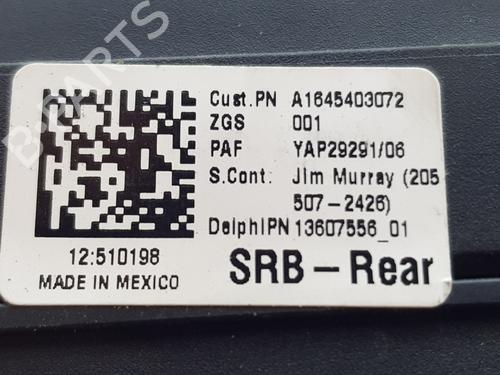 Cust.PN A1645403072
ZGS 001
PAF YAP29291/06
S.Cont: Jim Murray (205
507-2426)
DelphiPN 13607556_01
12:510198
MADE IN MEXICO
SRB-Rear
B-PARTS